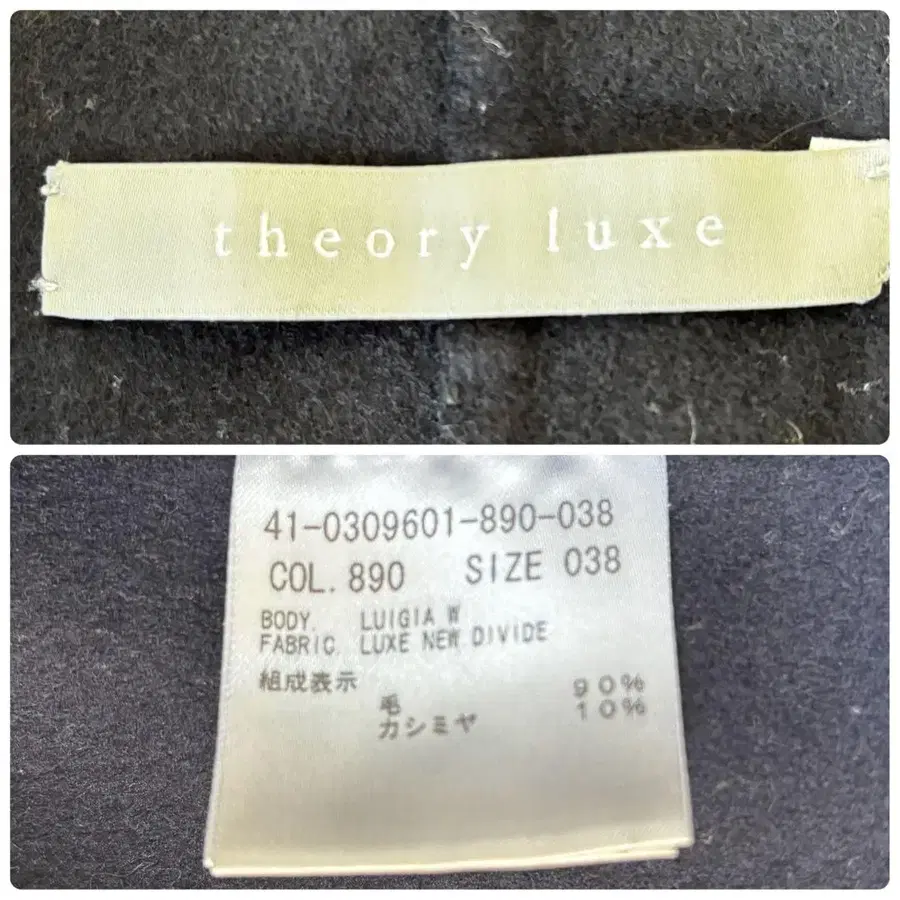 theory luxe
41-0309601-890-038
COL. 890 SIZE 038
BODY. LUIGIA W
FABRIC. LUXE NEW DIVIDE
組成表示
毛 90%
カシミヤ 10%